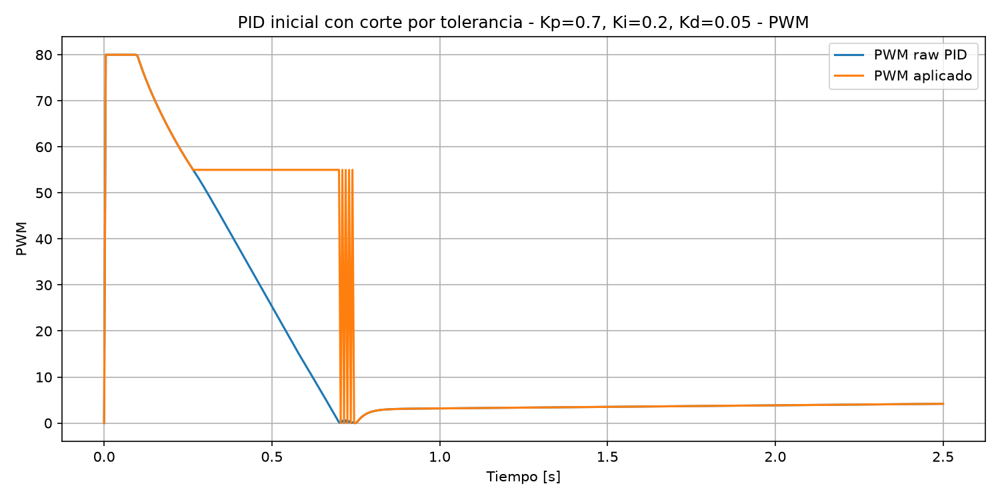 PID inicial con corte por tolerancia - Kp=0.7, Ki=0.2, Kd=0.05 - PWM
PWM raw PID
PWM aplicado
PWM
80
70
60
50
40
30
20
10
0
0.0 0.5 1.0 1.5 2.0 2.5
Tiempo [s]